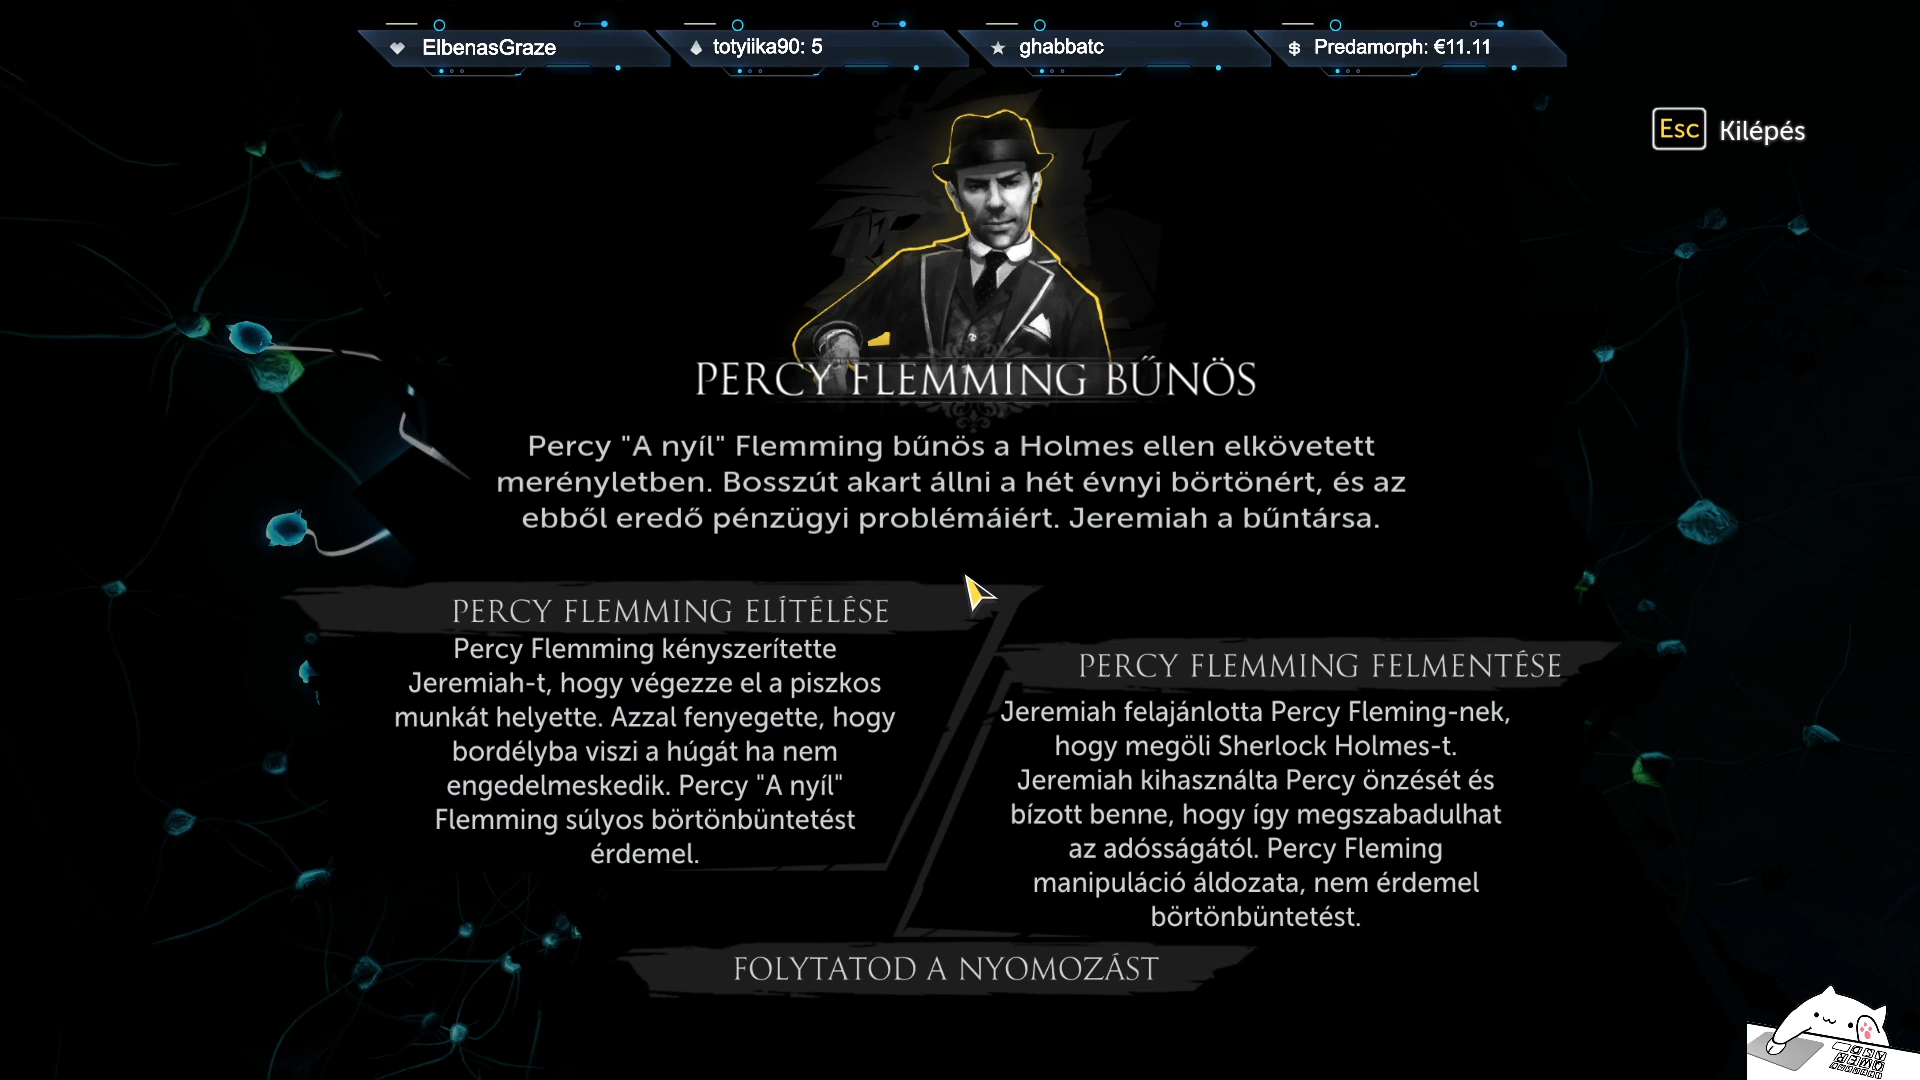 ElbenasGraze
totyiika90: 5
ghabbatc
$ Predamorph: €11.11
Esc Kilépés
PERCY FLEMMING BŰNÖS
Percy "A nyíl" Flemming bűnös a Holmes ellen elkövetett
merényletben. Bosszút akart állni a hét évnyi börtönért, és az
ebből eredő pénzügyi problémáiért. Jeremiah a bűntársa.
PERCY FLEMMING ELÍTÉLÉSE
Percy Flemming kényszerítette
Jeremiah-t, hogy végezze el a piszkos
munkát helyette. Azzal fenyegette, hogy
bordélyba viszi a húgát ha nem
engedelmeskedik. Percy "A nyíl"
Flemming súlyos börtönbüntetést
érdemel.
PERCY FLEMMING FELMENTÉSE
Jeremiah felajánlotta Percy Fleming-nek,
hogy megöli Sherlock Holmes-t.
Jeremiah kihasználta Percy önzését és
bízott benne, hogy így megszabadulhat
az adósságától. Percy Fleming
manipuláció áldozata, nem érdemel
börtönbüntetést.
FOLYTATOD A NYOMOZÁST